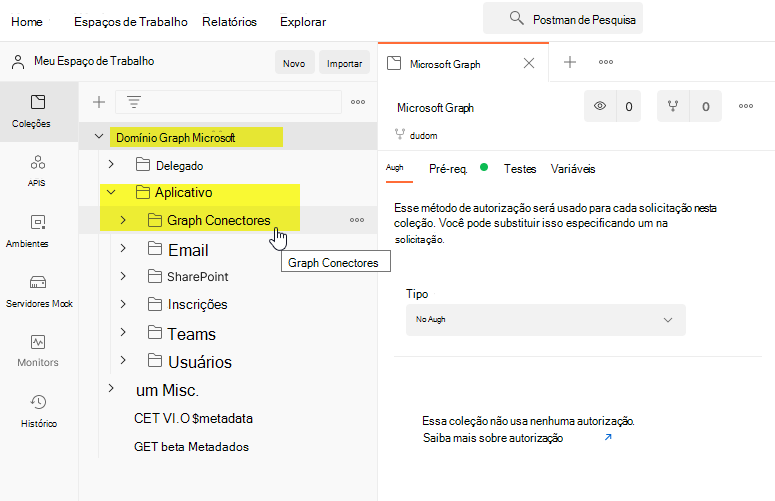 Home Espaços de Trabalho Relatórios Explorar Postman de Pesquisa
Meu Espaço de Trabalho
Novo Importar
Coleções
APIS
Ambientes
Servidores Mock
Monitors
Histórico
Domínio Graph Microsoft
Delegado
Aplicativo
Graph Conectores
Graph Conectores
Email
SharePoint
Inscrições
Teams
Usuários
um Misc.
CET VI.O $metadata
GET beta Metadados
Microsoft Graph
Microsoft Graph
0 0
dudom
Augh Pré-req. Testes Variáveis
Esse método de autorização será usado para cada solicitação nesta
coleção. Você pode substituir isso especificando um na
solicitação.
Tipo
No Augh
Essa coleção não usa nenhuma autorização.
Saiba mais sobre autorização